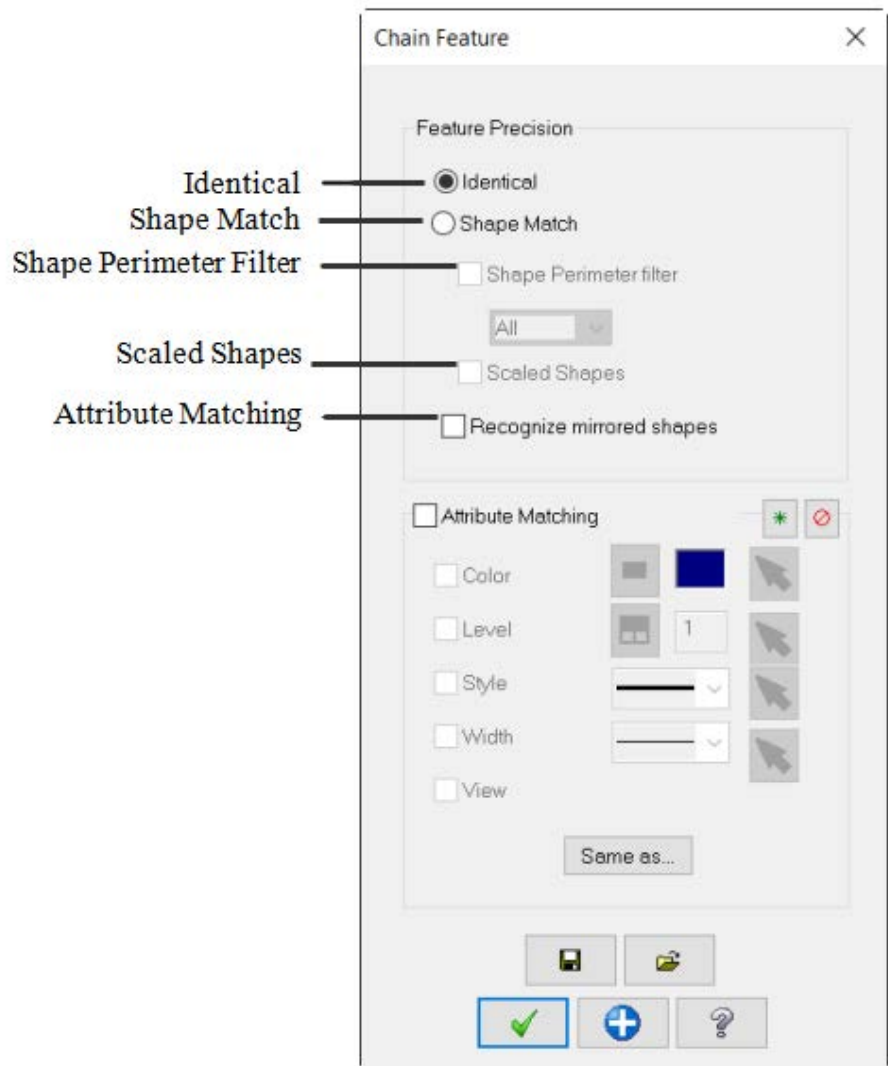 Chain Feature
Feature Precision
Identical
Identical
Shape Match
Shape Match
Shape Perimeter Filter
Shape Perimeter filter
All
Scaled Shapes
Scaled Shapes
Attribute Matching
Recognize mirrored shapes
Attribute Matching
Color
Level
1
Style
Width
View
Same as...